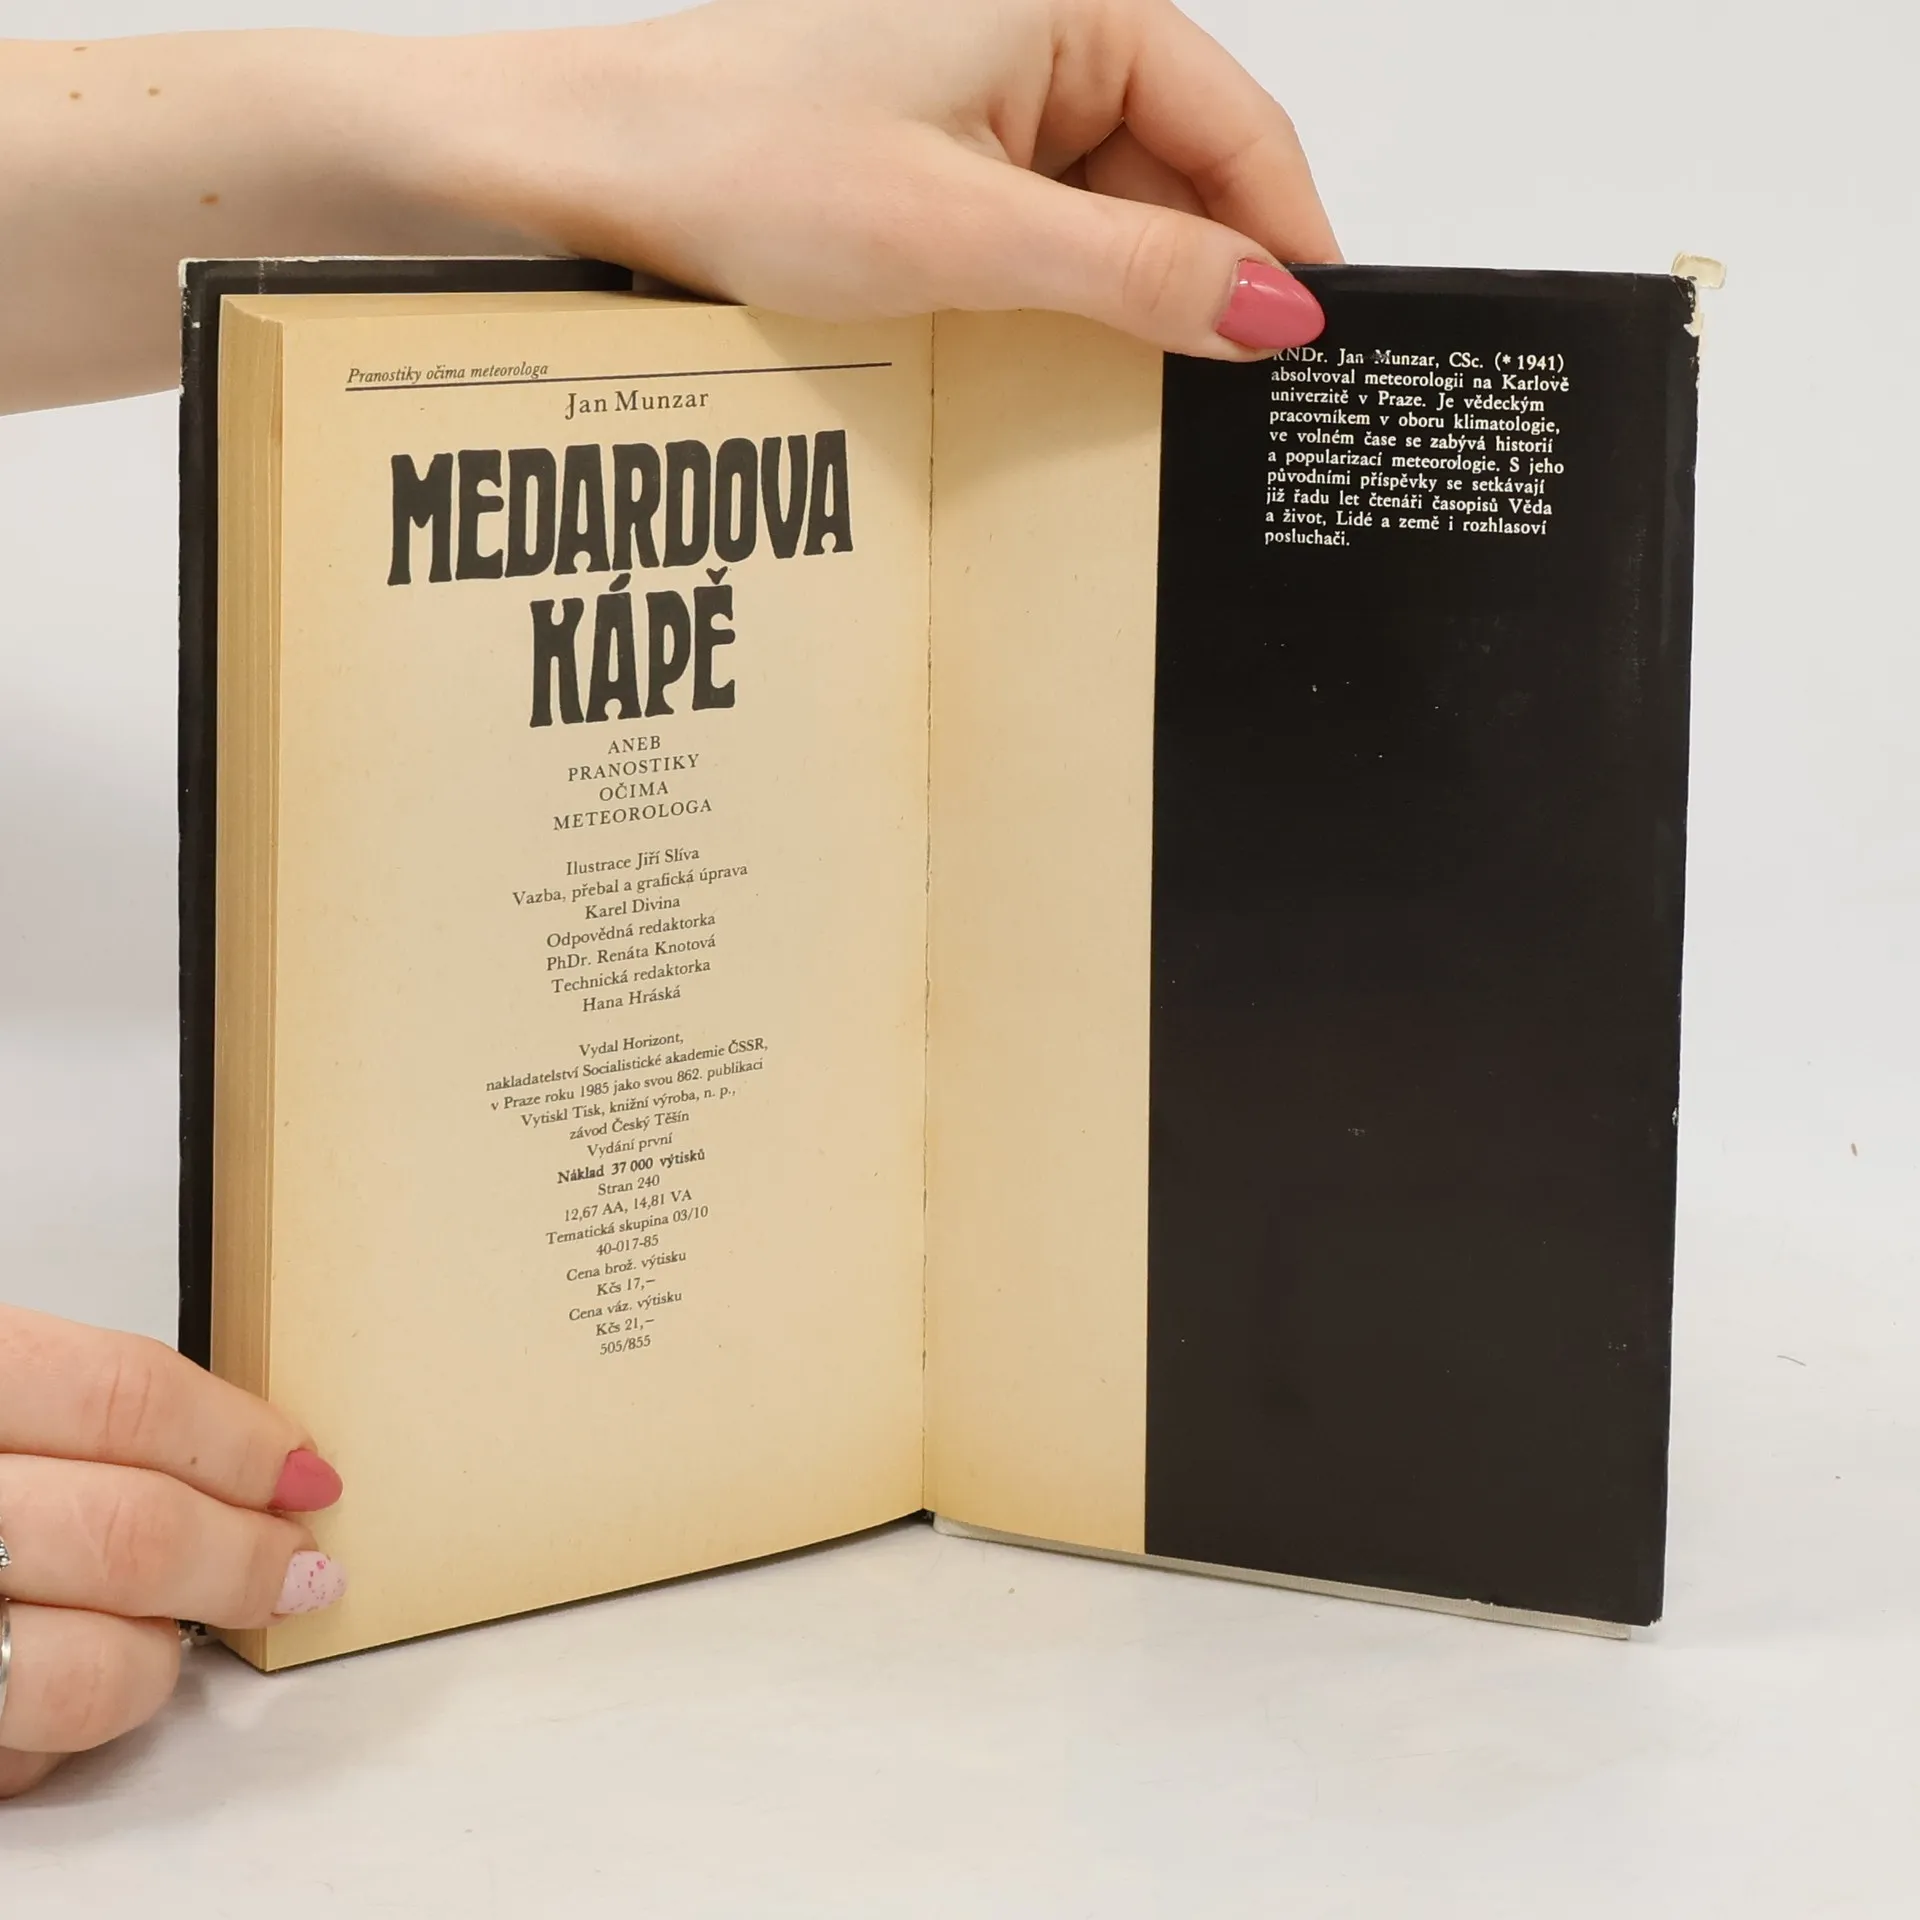 Pranostiky očima meteorologa
Jan Munzar
MEDARDOVA
KÁPĚ
ANEB
PRANOSTIKY
OČIMA
METEOROLOGA
Ilustrace Jiří Slíva
Vazba, přebal a grafická úprava
Karel Divina
Odpovědná redaktorka
PhDr. Renáta Knotová
Technická redaktorka
Hana Hráská
Vydal Horizont,
nakladatelství Socialistické akademie ČSSR,
v Praze roku 1985 jako svou 862. publikaci
Vytiskl Tisk, knižní výroba, n. p.,
závod Český Těšín
Vydání první
Náklad 37 000 výtisků
Stran 240
12,67 AA, 14,81 VA
Tematická skupina 03/10
40-017-85
Cena brož. výtisku
Kčs 17,–
Cena váz. výtisku
Kčs 21,–
505/855
RNDr. Jan Munzar, CSc. (* 1941)
absolvoval meteorologii na Karlově
univerzitě v Praze. Je vědeckým
pracovníkem v oboru klimatologie,
ve volném čase se zabývá historií
a popularizací meteorologie. S jeho
původními příspěvky se setkávají
již řadu let čtenáři časopisů Věda
a život, Lidé a země i rozhlasoví
posluchači.